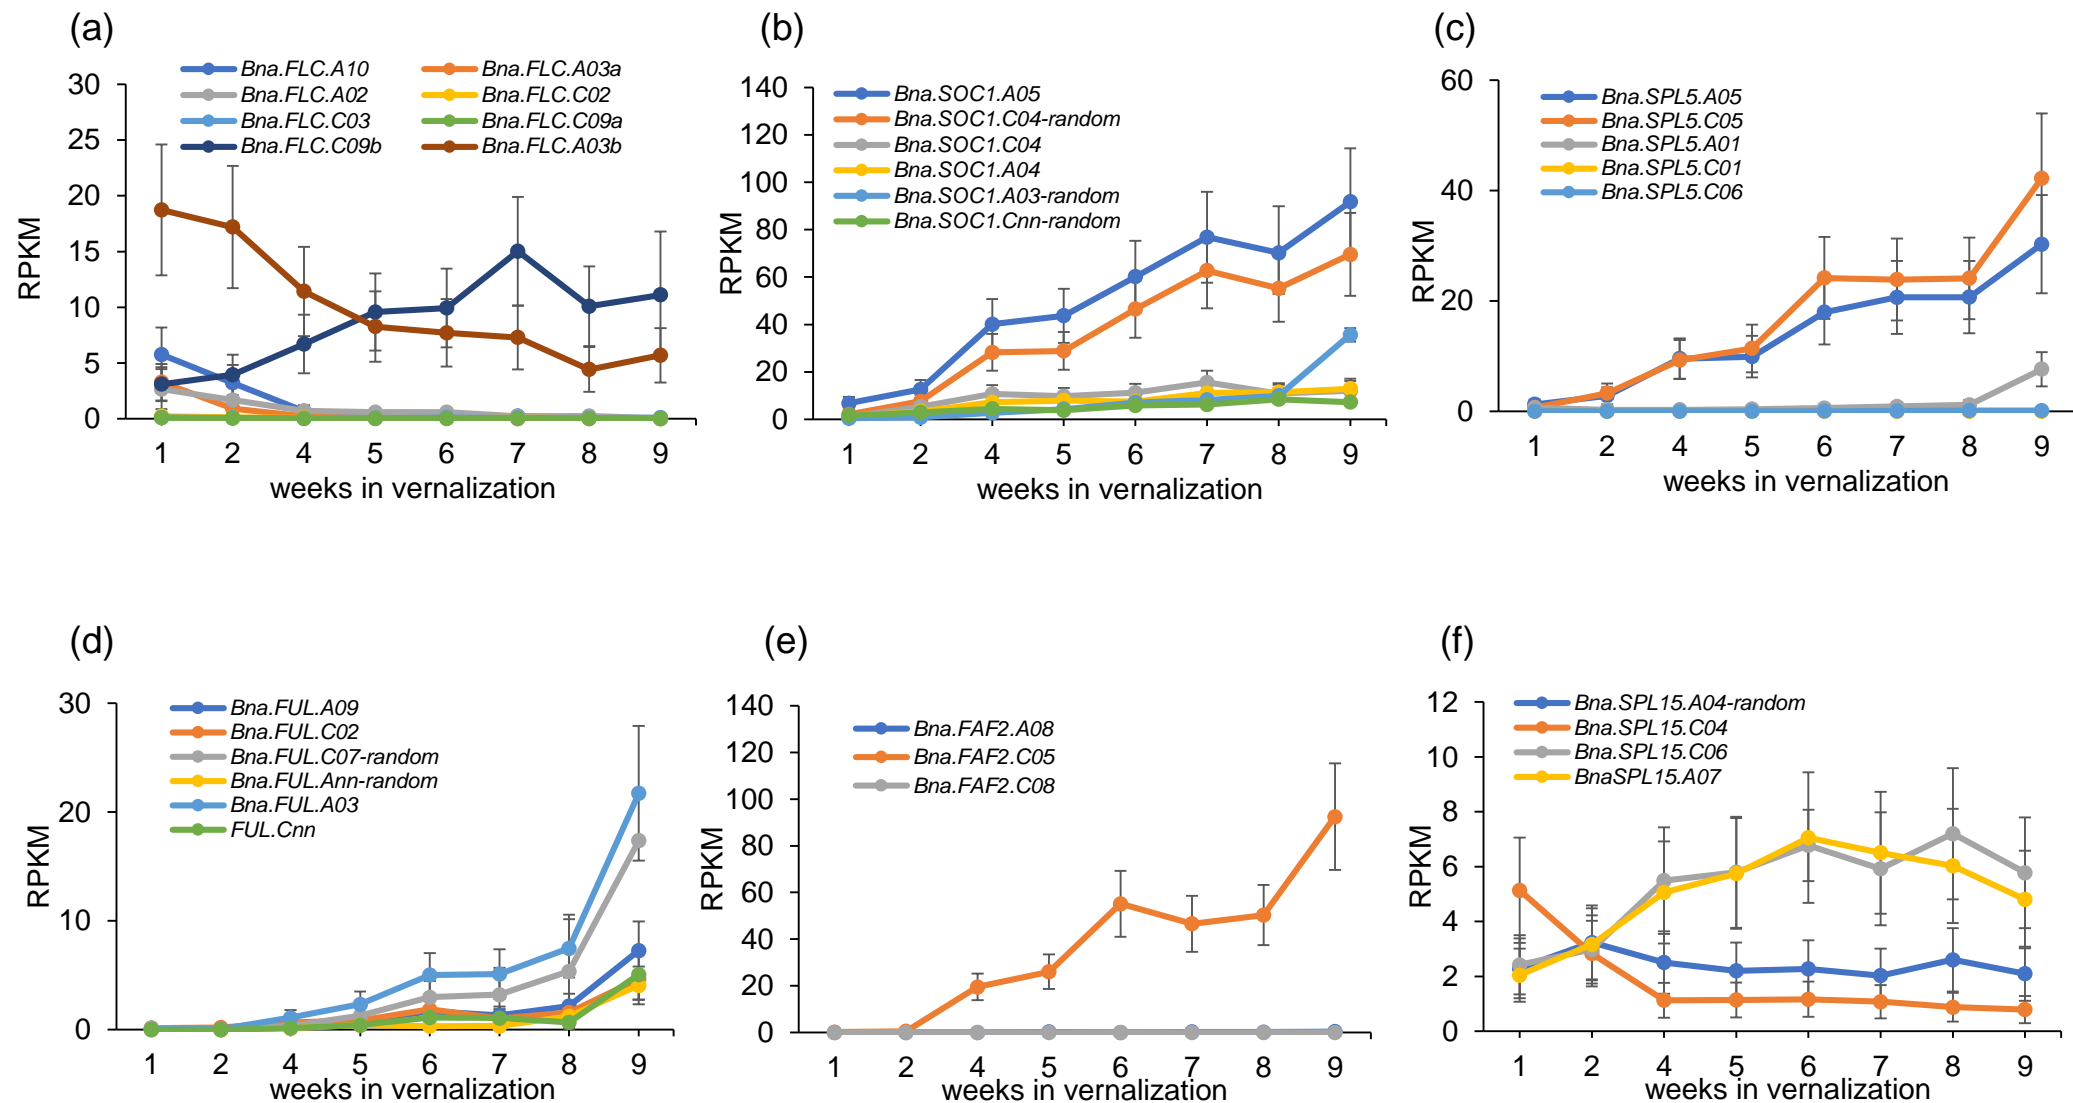 (a)
Bna.FLC.A10 Bna.FLC.A03a
Bna.FLC.A02 Bna.FLC.C02
Bna.FLC.C03 Bna.FLC.C09a
Bna.FLC.C09b Bna.FLC.A03b
30
25
20
15
10
5
0
RPKM
1 2 4 5 6 7 8 9
weeks in vernalization
(b)
Bna.SOC1.A05
Bna.SOC1.C04-random
Bna.SOC1.C04
Bna.SOC1.A04
Bna.SOC1.A03-random
Bna.SOC1.Cnn-random
140
120
100
80
60
40
20
0
RPKM
1 2 4 5 6 7 8 9
weeks in vernalization
(c)
Bna.SPL5.A05
Bna.SPL5.C05
Bna.SPL5.A01
Bna.SPL5.C01
Bna.SPL5.C06
60
40
20
0
RPKM
1 2 4 5 6 7 8 9
weeks in vernalization
(d)
Bna.FUL.A09
Bna.FUL.C02
Bna.FUL.C07-random
Bna.FUL.Ann-random
Bna.FUL.A03
FUL.Cnn
30
20
10
0
RPKM
1 2 4 5 6 7 8 9
weeks in vernalization
(e)
Bna.FAF2.A08
Bna.FAF2.C05
Bna.FAF2.C08
140
120
100
80
60
40
20
0
RPKM
1 2 4 5 6 7 8 9
weeks in vernalization
(f)
Bna.SPL15.A04-random
Bna.SPL15.C04
Bna.SPL15.C06
BnaSPL15.A07
12
10
8
6
4
2
0
RPKM
1 2 4 5 6 7 8 9
weeks in vernalization